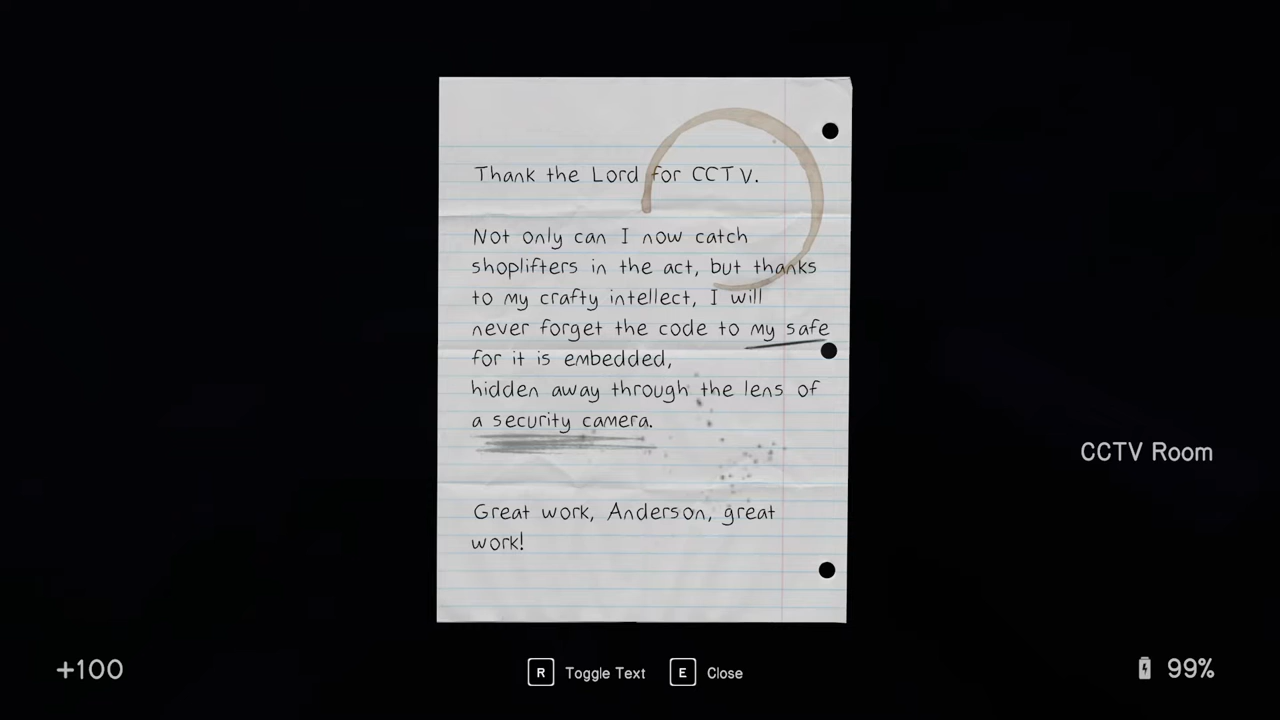 Thank the Lord for CCTV.
Not only can I now catch
shoplifters in the act, but thanks
to my crafty intellect, I will
never forget the code to my safe
for it is embedded,
hidden away through the lens of
a security camera.
Great work, Anderson, great
work!
CCTV Room
+100
R Toggle Text E Close
99%